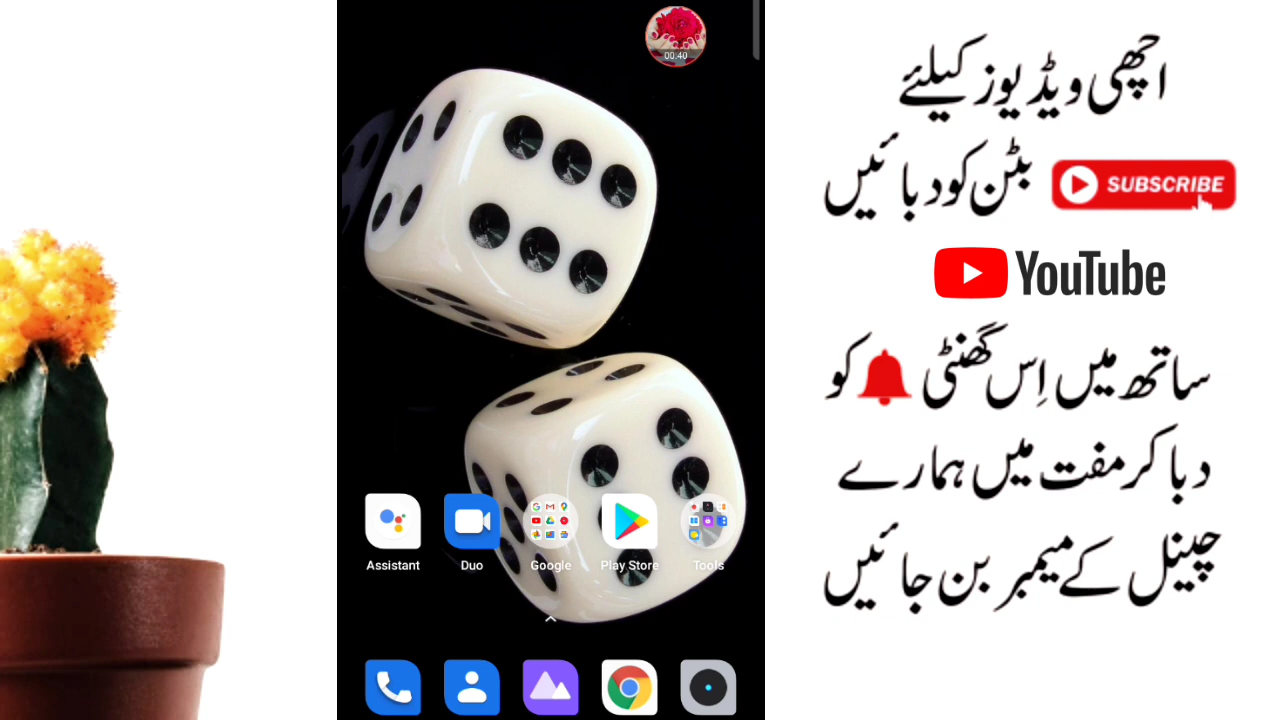 00:40
Assistant
Duo
Google
Play Store
Tools
اچھی ویڈیوز کیلئے
SUBSCRIBE بٹن کو دبائیں
YouTube
ساتھ میں اِس گھنٹی کو
دبا کر مفت میں ہمارے
چینل کے میمبر بن جائیں